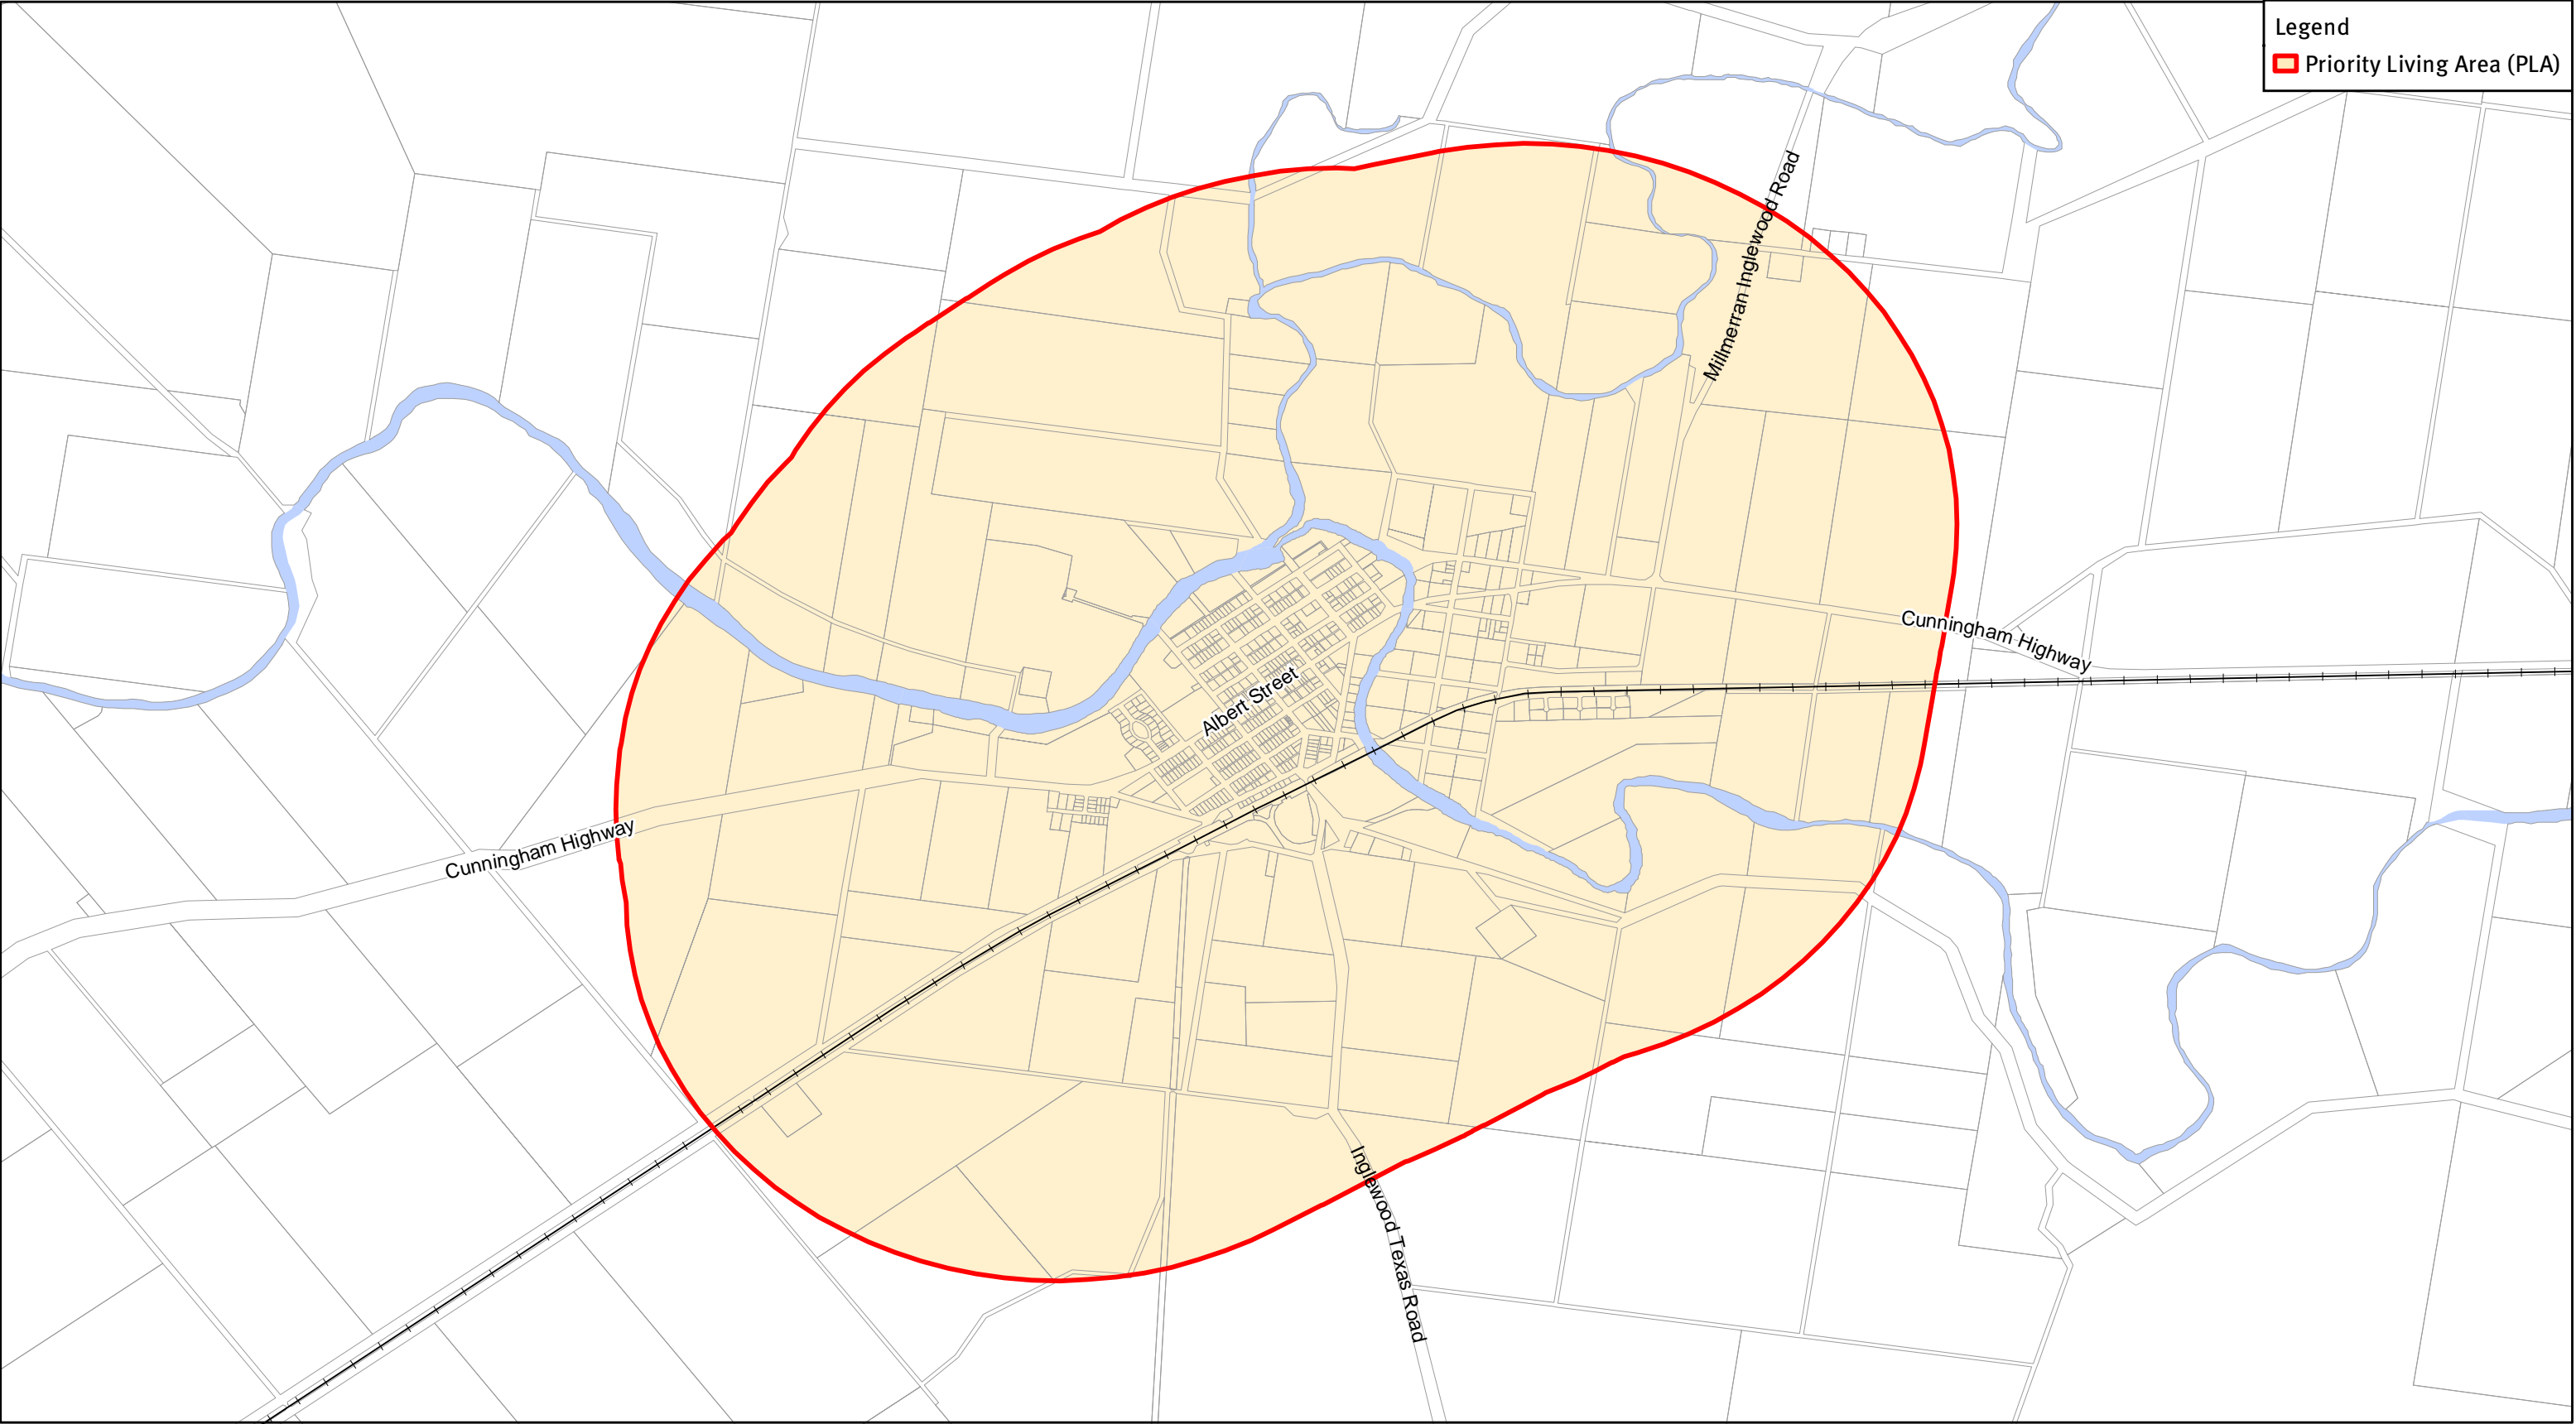 Legend
Priority Living Area (PLA)
Millmerran Inglewood Road
Cunningham Highway
Albert Street
Cunningham Highway
Inglewood Texas Road